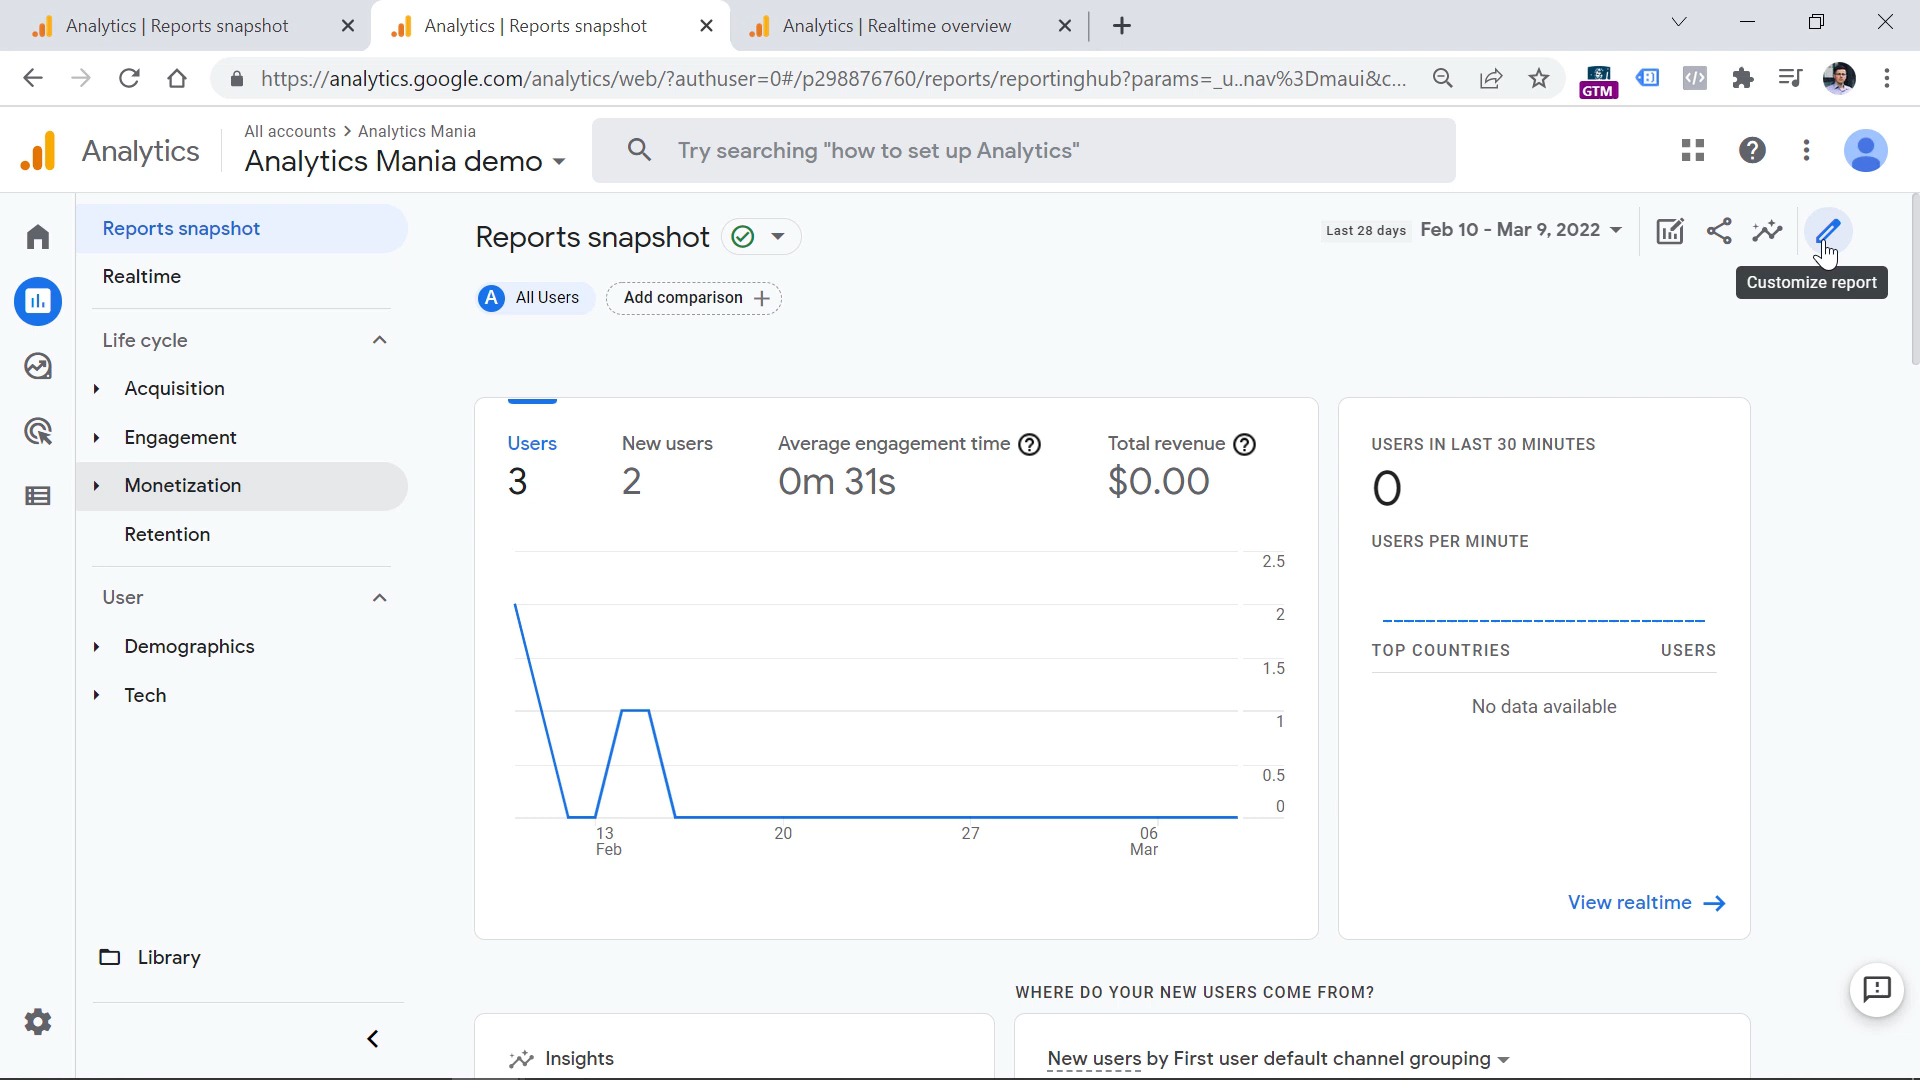 Analytics | Reports snapshot
Analytics | Reports snapshot
Analytics | Realtime overview
https://analytics.google.com/analytics/web/?authuser=0#/p298876760/reports/reportinghub?params=_u..nav%3Dmaui&c...
GTM
Analytics
All accounts > Analytics Mania
Analytics Mania demo
Try searching "how to set up Analytics"
Reports snapshot
Realtime
Life cycle
Acquisition
Engagement
Monetization
Retention
User
Demographics
Tech
Library
Reports snapshot
Last 28 days Feb 10 - Mar 9, 2022
Customize report
A All Users
Add comparison +
Users
3
New users
2
Average engagement time
0m 31s
Total revenue
$0.00
2.5
2
1.5
1
0.5
0
13
Feb
20
27
06
Mar
USERS IN LAST 30 MINUTES
0
USERS PER MINUTE
TOP COUNTRIES USERS
No data available
View realtime
WHERE DO YOUR NEW USERS COME FROM?
Insights
New users by First user default channel grouping